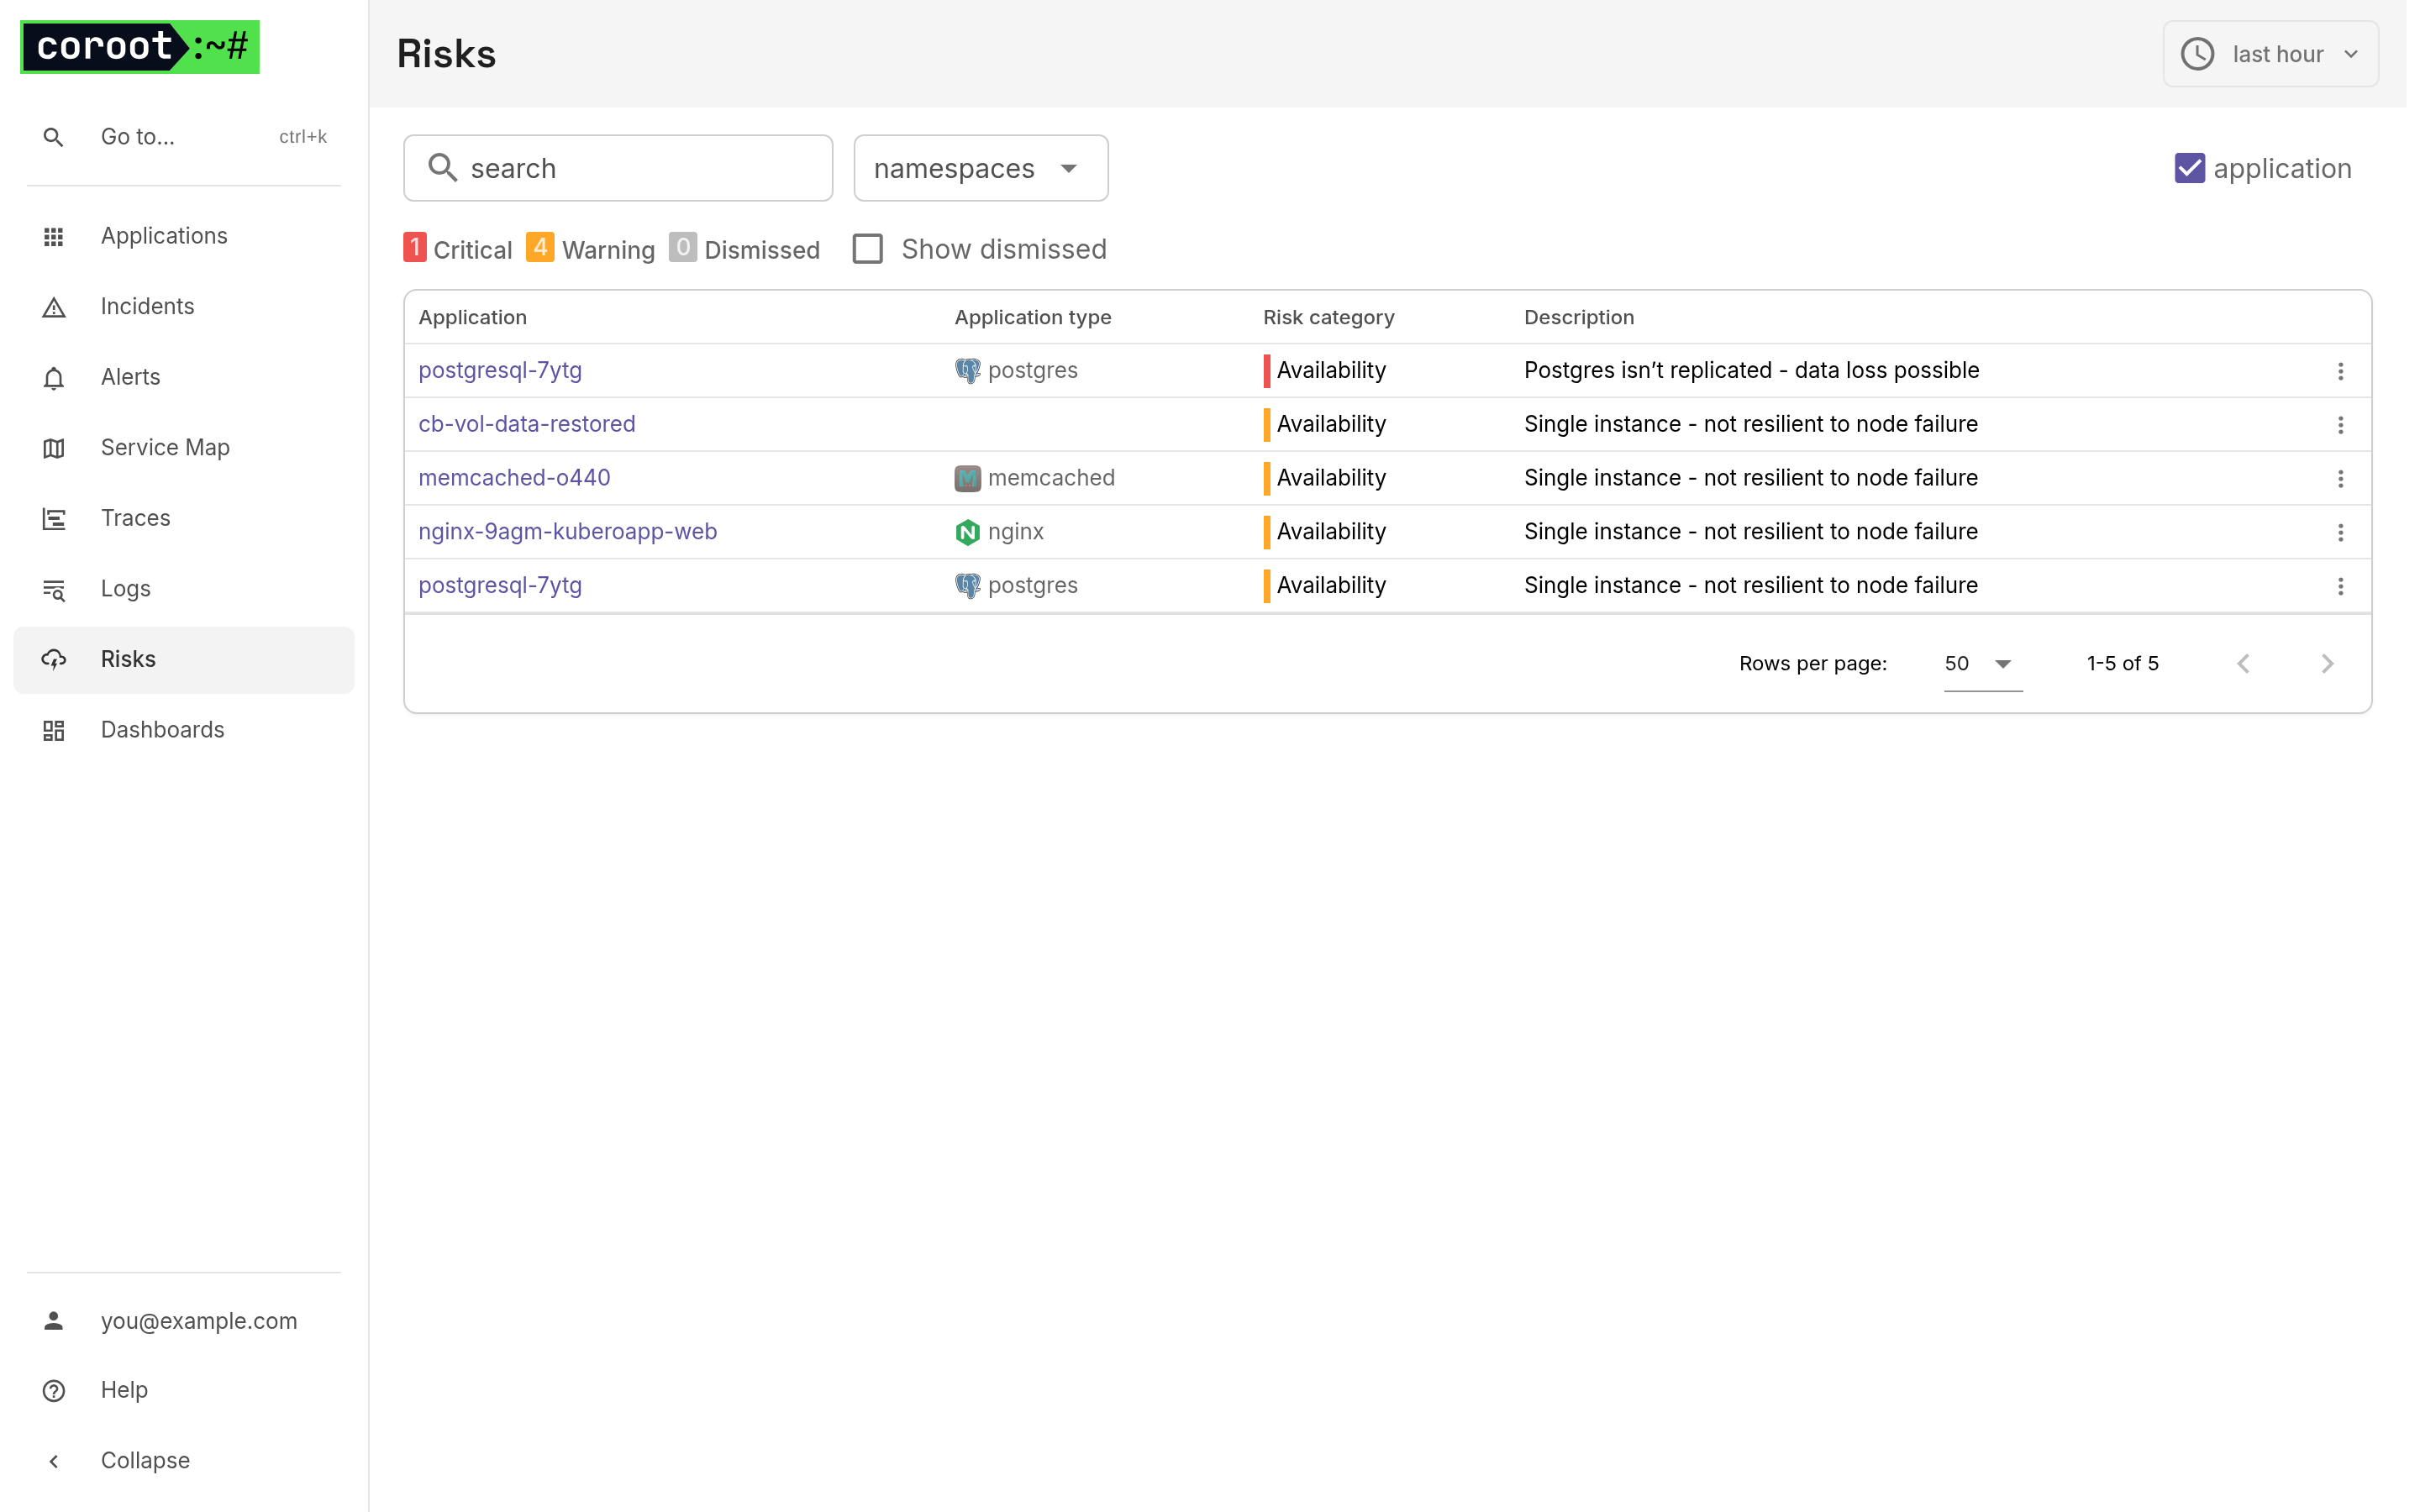 coroot:~#
Go to... ctrl+k
Applications
Incidents
Alerts
Service Map
Traces
Logs
Risks
Dashboards
you@example.com
Help
Collapse
Risks
last hour
search
namespaces
application
1 Critical 4 Warning 0 Dismissed Show dismissed
Application Application type Risk category Description
postgresql-7ytg postgres Availability Postgres isn't replicated - data loss possible
cb-vol-data-restored Availability Single instance - not resilient to node failure
memcached-o440 memcached Availability Single instance - not resilient to node failure
nginx-9agm-kuberoapp-web nginx Availability Single instance - not resilient to node failure
postgresql-7ytg postgres Availability Single instance - not resilient to node failure
Rows per page: 50 1-5 of 5